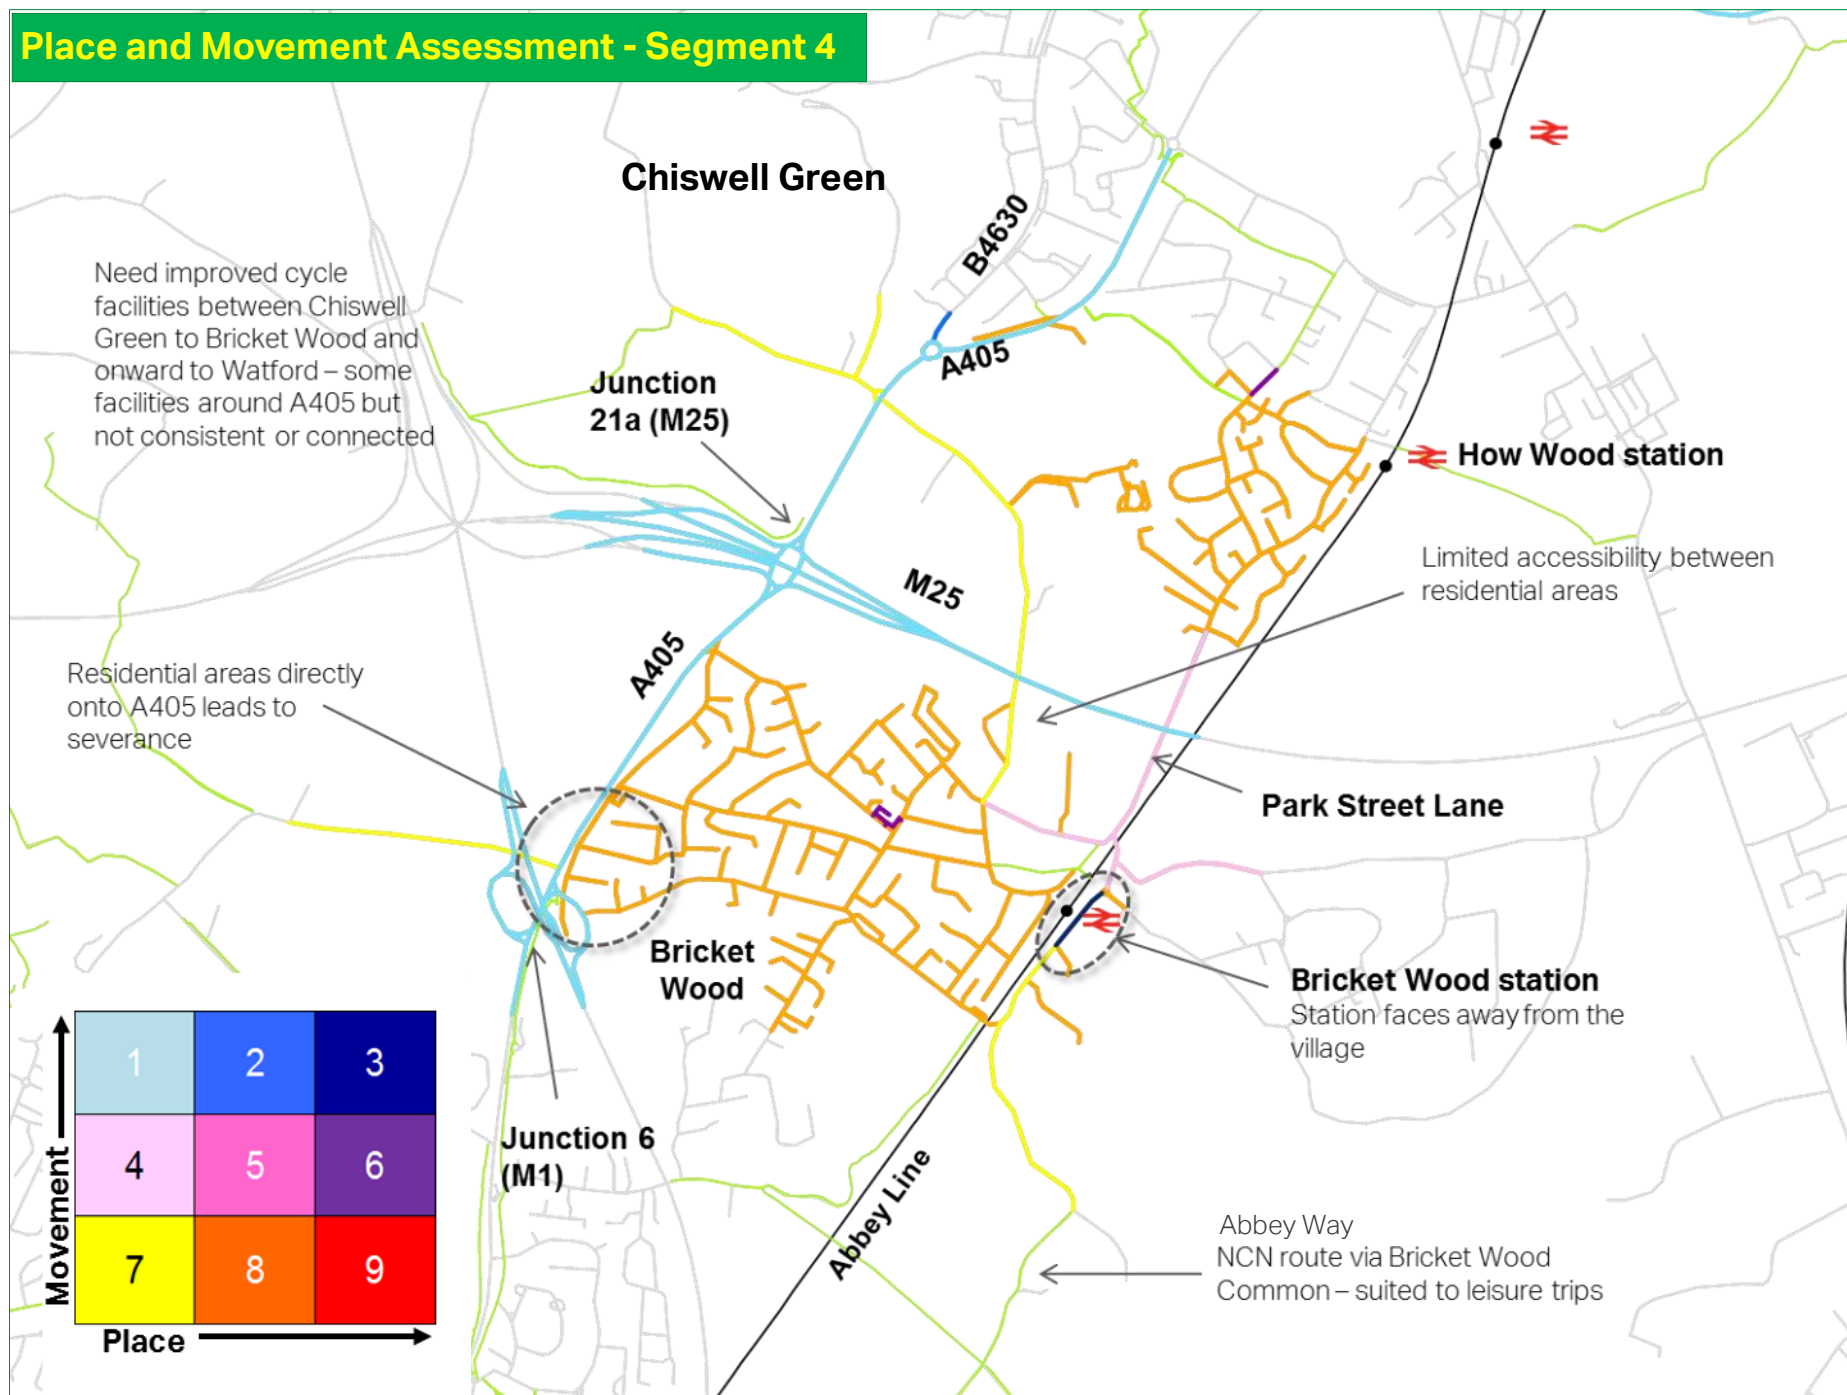 Place and Movement Assessment - Segment 4
Chiswell Green
B4630
Need improved cycle
facilities between Chiswell
Green to Bricket Wood and
onward to Watford – some
facilities around A405 but
not consistent or connected
A405
Junction
21a (M25)
How Wood station
Limited accessibility between
residential areas
M25
A405
Residential areas directly
onto A405 leads to
severance
Park Street Lane
Bricket
Wood
Bricket Wood station
Station faces away from the
village
Junction 6
(M1)
Abbey Line
Abbey Way
NCN route via Bricket Wood
Common – suited to leisure trips
Movement
1 2 3
4 5 6
7 8 9
Place